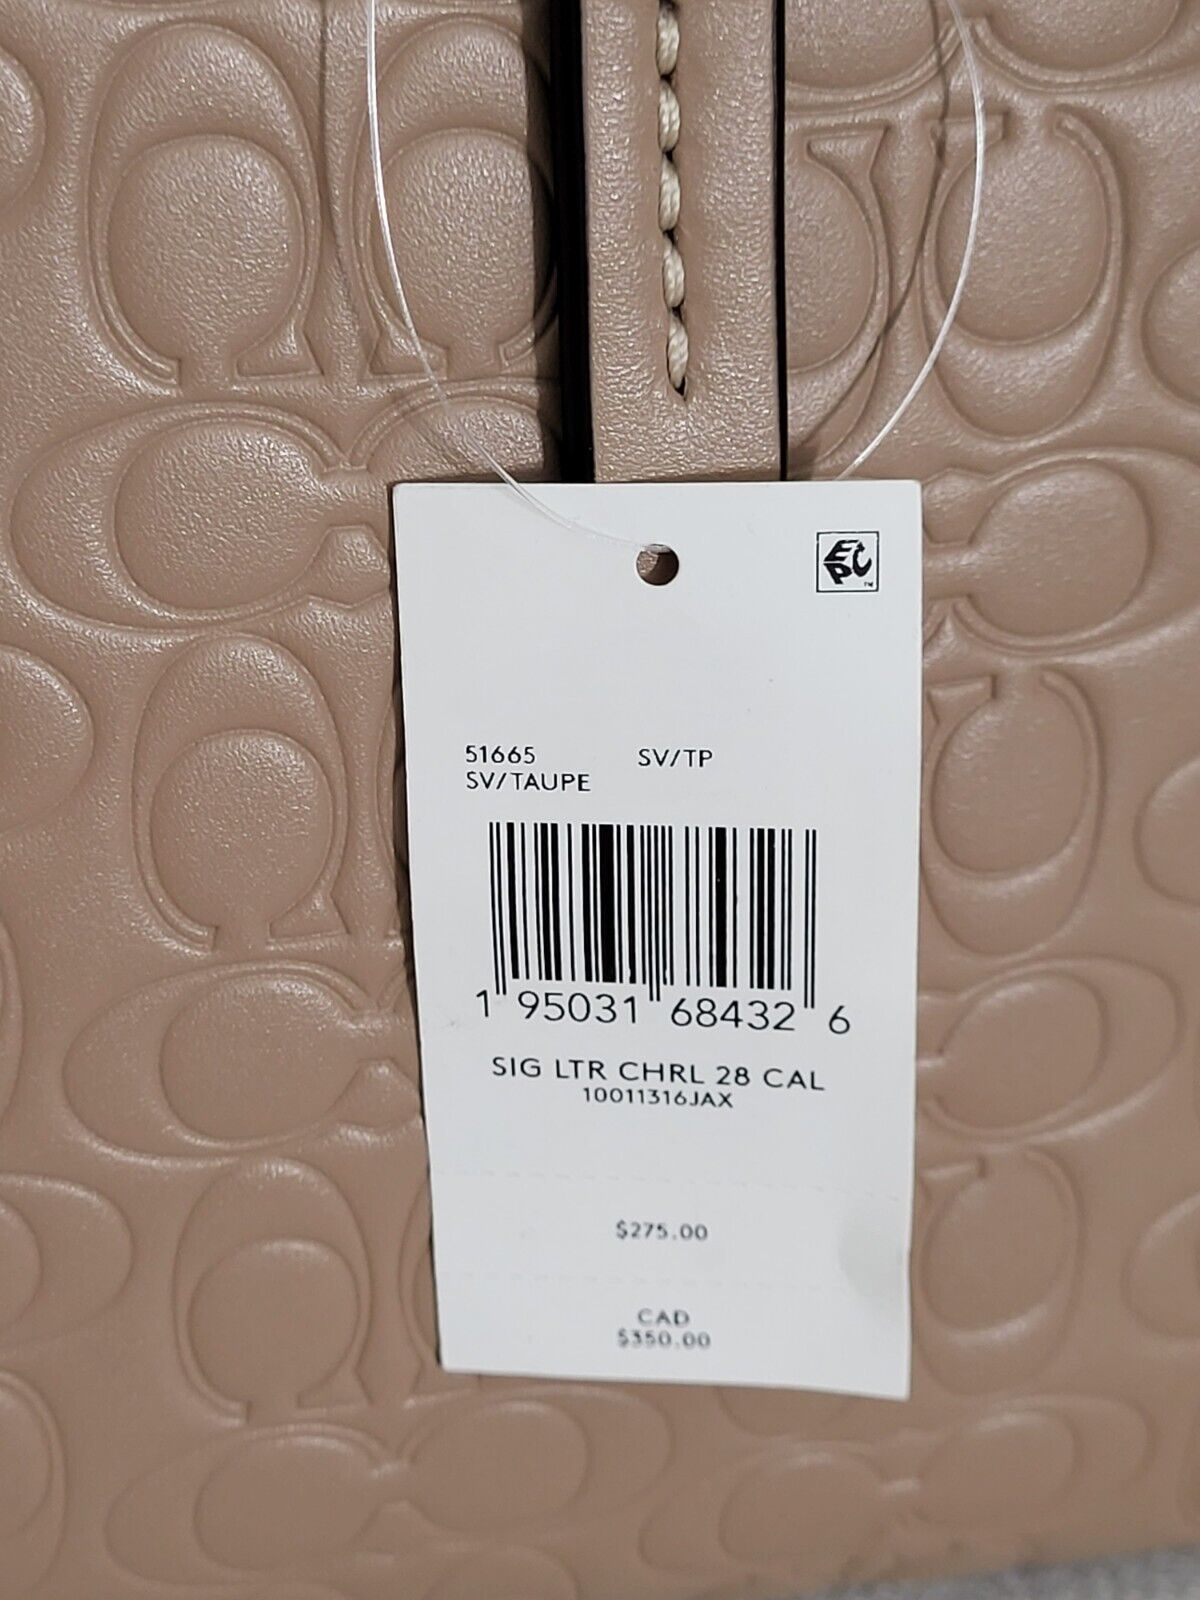 EPC™
51665 SV/TP
SV/TAUPE
1 95031 68432 6
SIG LTR CHRL 28 CAL
10011316JAX
$275.00
CAD
$350.00